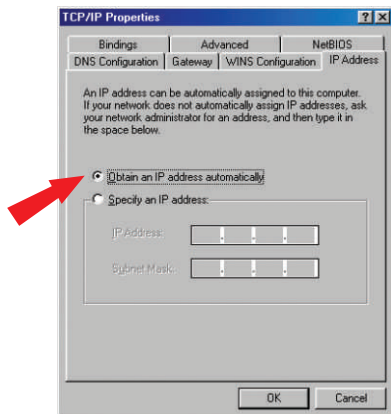 TCP/IP Properties
Bindings Advanced NetBIOS
DNS Configuration Gateway WINS Configuration IP Address
An IP address can be automatically assigned to this computer.
If your network does not automatically assign IP addresses, ask
your network administrator for an address, and then type it in
the space below.
Obtain an IP address automatically
Specify an IP address:
IP Address:
Subnet Mask:
OK Cancel